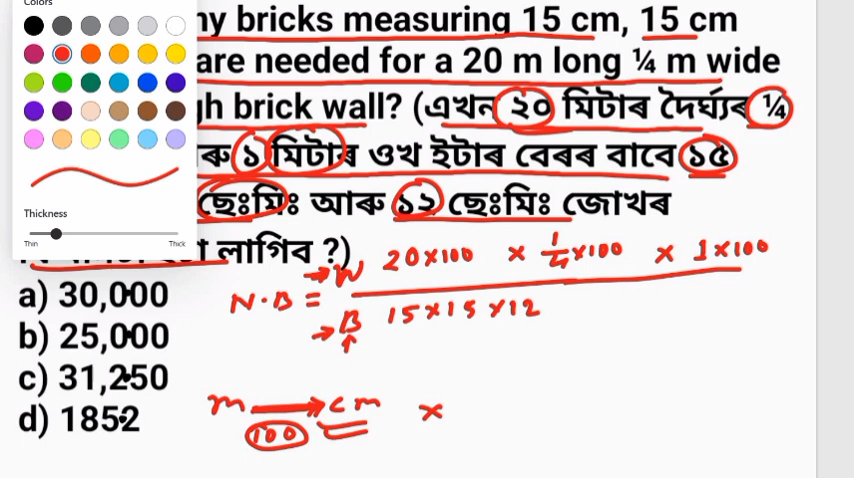 Colors
ny bricks measuring 15 cm, 15 cm
are needed for a 20 m long ¼ m wide
gh brick wall? (এখন ২০ মিটাৰ দৈৰ্ঘ্যৰ ¼
ৰু ১ মিটাৰ ওখ ইটাৰ বেৰৰ বাবে ১৫
ছেঃমিঃ আৰু ১২ ছেঃমিঃ জোখৰ
Thickness
Thin Thick
লাগিব ?)
→W 20×100 × 1/4×100 × 1×100
N.B =
→B 15×15×12
a) 30,000
b) 25,000
c) 31,250
d) 1852
m → cm ×
100